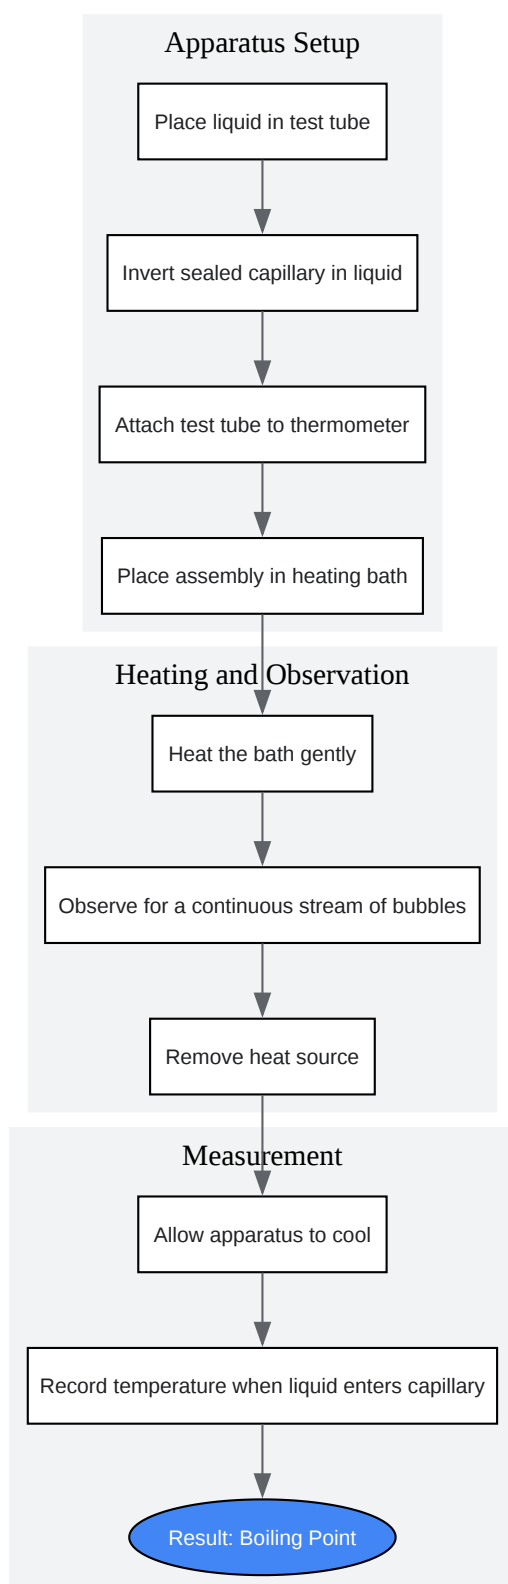 Apparatus Setup
Place liquid in test tube
Invert sealed capillary in liquid
Attach test tube to thermometer
Place assembly in heating bath
Heating and Observation
Heat the bath gently
Observe for a continuous stream of bubbles
Remove heat source
Measurement
Allow apparatus to cool
Record temperature when liquid enters capillary
Result: Boiling Point